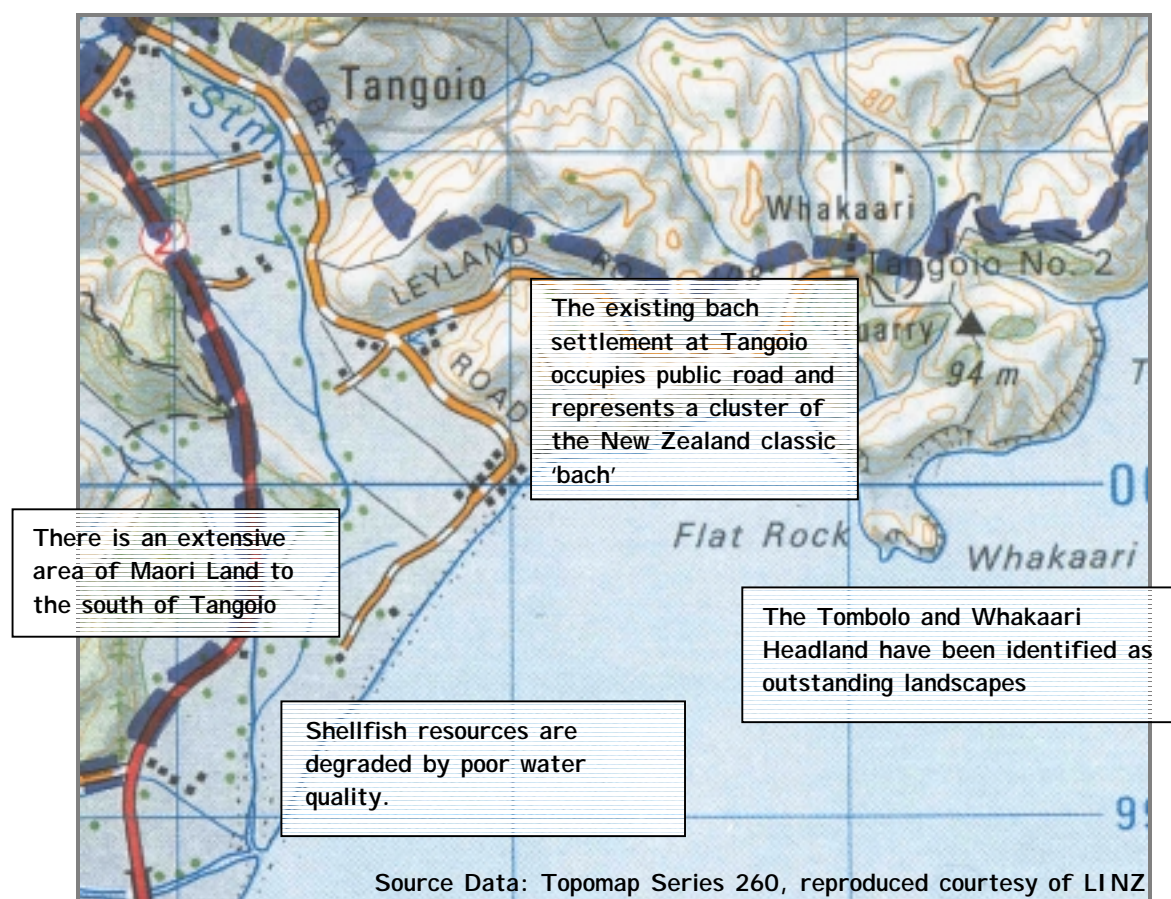 Tangoio
Stm
BEACH
80
Whakaari
2
LEYLAND
Tangoio No. 2
ROAD
The existing bach
settlement at Tangoio
occupies public road and
represents a cluster of
the New Zealand classic
‘bach’
94 m
T
There is an extensive
area of Maori Land to
the south of Tangoio
Flat Rock
Whakaari
The Tombolo and Whakaari
Headland have been identified as
outstanding landscapes
Shellfish resources are
degraded by poor water
quality.
99
Source Data: Topomap Series 260, reproduced courtesy of LINZ